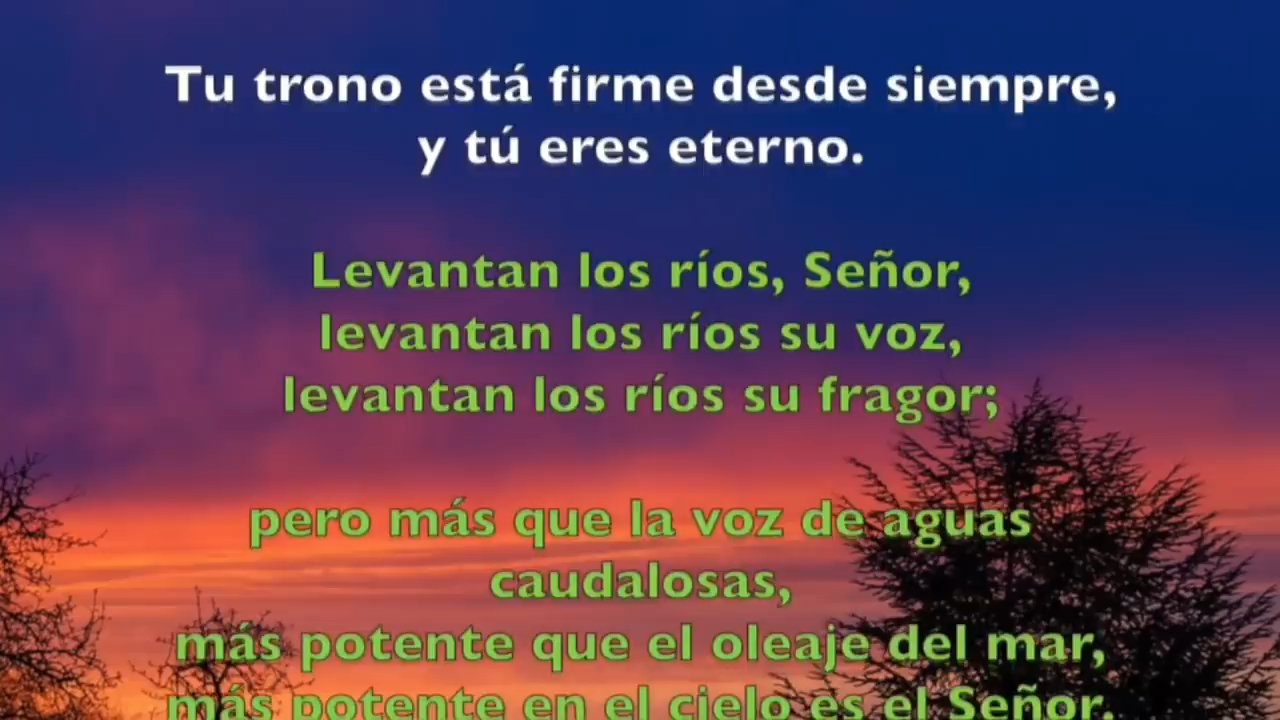 Tu trono está firme desde siempre,
y tú eres eterno.
Levantan los ríos, Señor,
levantan los ríos su voz,
levantan los ríos su fragor;
pero más que la voz de aguas
caudalosas,
más potente que el oleaje del mar,
más potente en el cielo es el Señor.